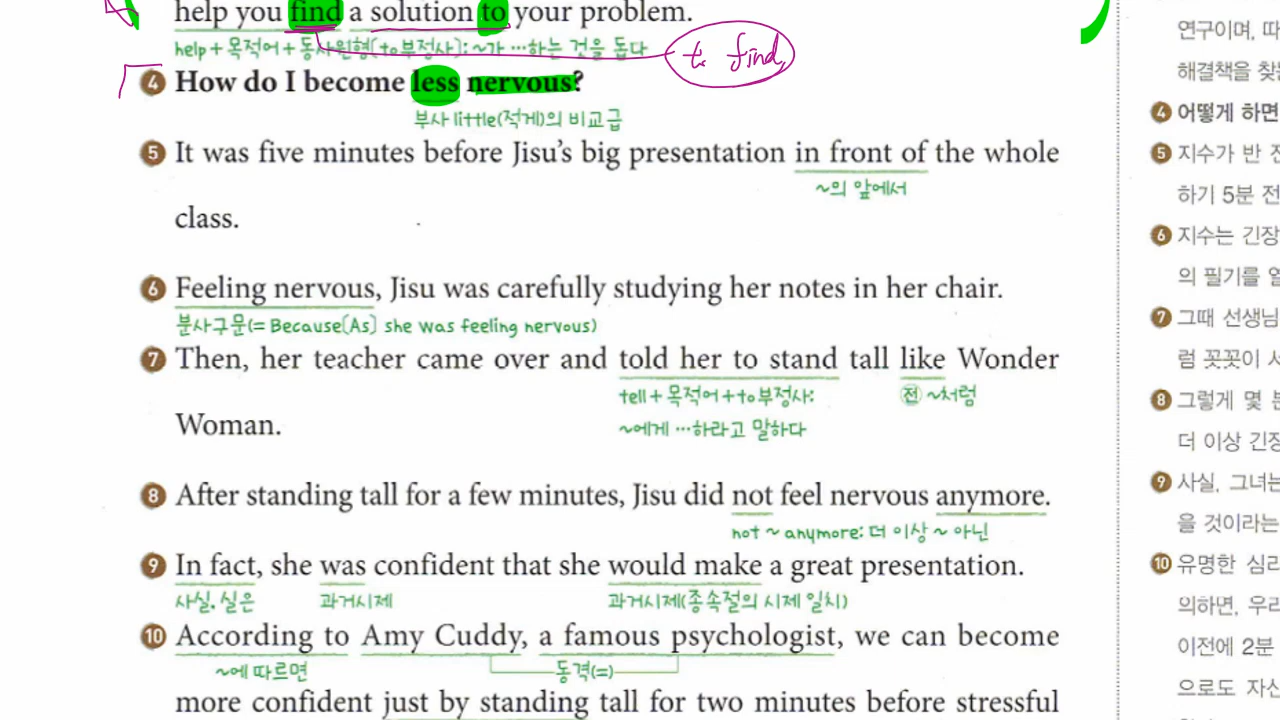 help you find a solution to your problem.
help+목적어+동사원형[to부정사]: ~가 …하는 것을 돕다
to find
4 How do I become less nervous?
부사 little(적게)의 비교급
5 It was five minutes before Jisu's big presentation in front of the whole
~의 앞에서
class.
6 Feeling nervous, Jisu was carefully studying her notes in her chair.
분사구문(= Because[As] she was feeling nervous)
7 Then, her teacher came over and told her to stand tall like Wonder
tell+목적어+to부정사: 전 ~처럼
~에게 …하라고 말하다
Woman.
8 After standing tall for a few minutes, Jisu did not feel nervous anymore.
not ~ anymore: 더 이상 ~ 아닌
9 In fact, she was confident that she would make a great presentation.
사실, 실은 과거시제 과거시제(종속절의 시제 일치)
10 According to Amy Cuddy, a famous psychologist, we can become
~에 따르면 동격(=)
more confident just by standing tall for two minutes before stressful
연구이며, 따
해결책을 찾
4 어떻게 하면
5 지수가 반 전
하기 5분 전
6 지수는 긴장
의 필기를 열
7 그때 선생님
럼 꼿꼿이 서
8 그렇게 몇 분
더 이상 긴장
9 사실, 그녀는
을 것이라는
10 유명한 심리
의하면, 우리
이전에 2분
으로도 자신